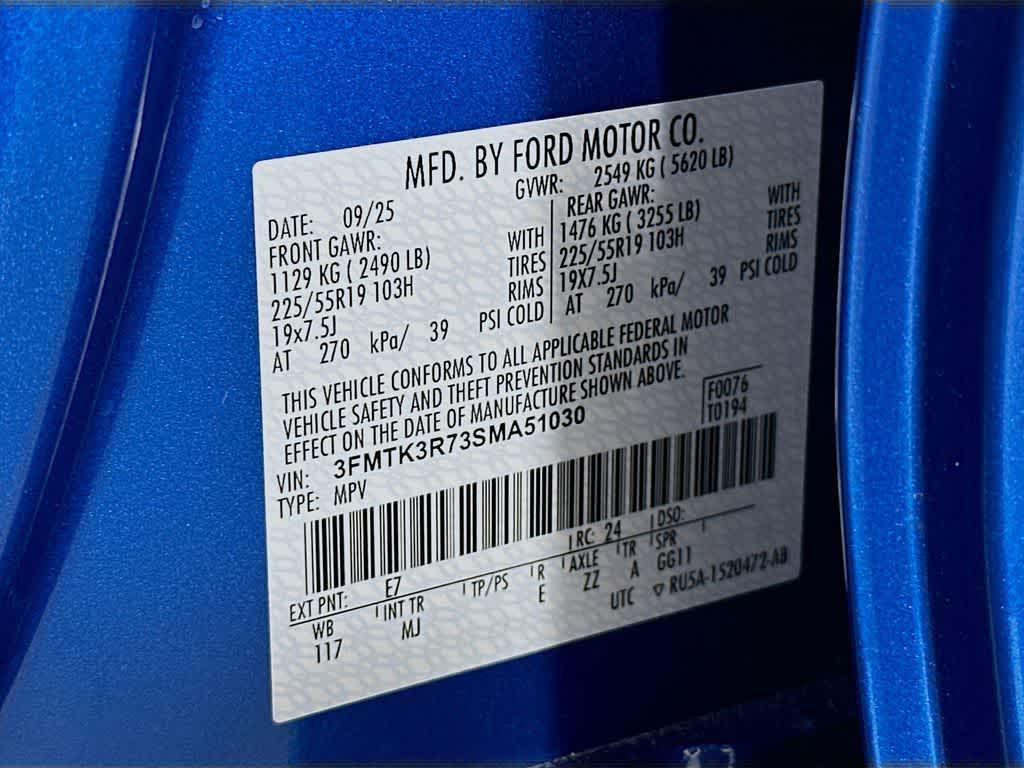 MFD. BY FORD MOTOR CO.
DATE: 09/25 GVWR: 2549 KG ( 5620 LB)
FRONT GAWR: REAR GAWR:
1129 KG ( 2490 LB) WITH 1476 KG ( 3255 LB) WITH
225/55R19 103H TIRES 225/55R19 103H TIRES
19x7.5J RIMS 19X7.5J RIMS
AT 270 kPa/ 39 PSI COLD AT 270 kPa/ 39 PSI COLD
THIS VEHICLE CONFORMS TO ALL APPLICABLE FEDERAL MOTOR
VEHICLE SAFETY AND THEFT PREVENTION STANDARDS IN
EFFECT ON THE DATE OF MANUFACTURE SHOWN ABOVE.
VIN: 3FMTK3R73SMA51030 F0076
TYPE: MPV T0194
EXT PNT: E7 RC: 24 DSO:
WB INT TR TP/PS R AXLE TR SPR
117 MJ E ZZ A GG11
UTC ▽ RU5A-1520472-AB